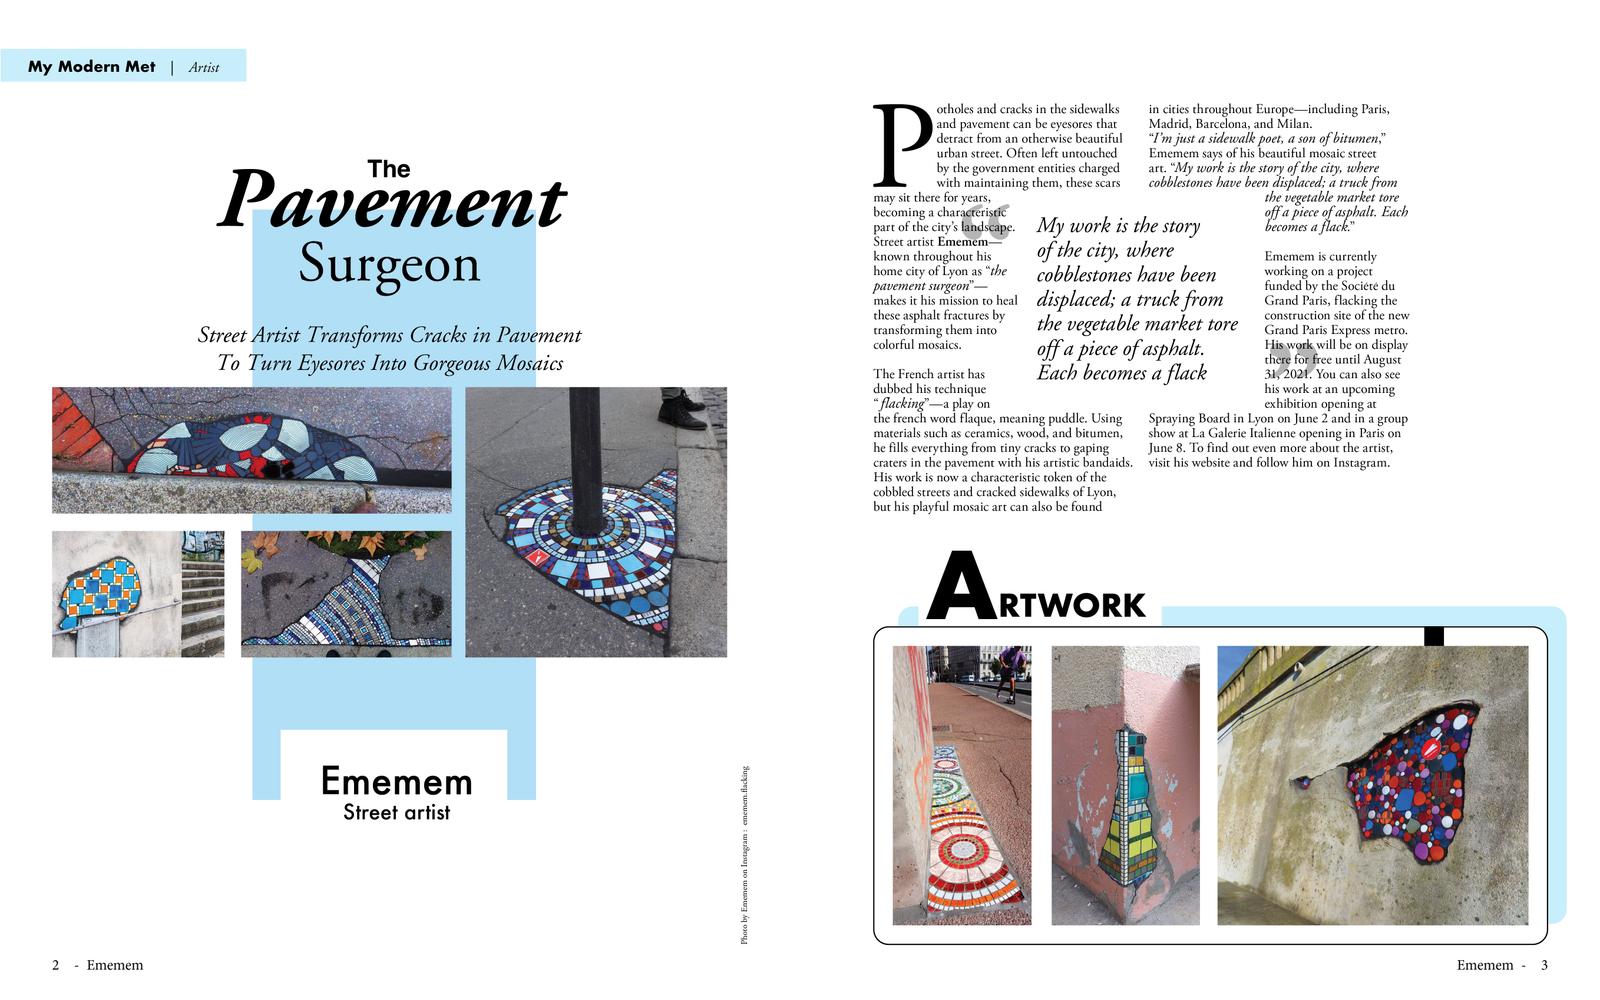 My Modern Met | Artist
The
Pavement
Surgeon
Street Artist Transforms Cracks in Pavement
To Turn Eyesores Into Gorgeous Mosaics
Ememem
Street artist
Photo by Ememem on Instagram : ememem.flacking
2 - Ememem
Potholes and cracks in the sidewalks
and pavement can be eyesores that
detract from an otherwise beautiful
urban street. Often left untouched
by the government entities charged
with maintaining them, these scars
may sit there for years,
becoming a characteristic
part of the city's landscape.
Street artist Ememem—
known throughout his
home city of Lyon as “the
pavement surgeon”—
makes it his mission to heal
these asphalt fractures by
transforming them into
colorful mosaics.
The French artist has
dubbed his technique
“flacking”—a play on
the french word flaque, meaning puddle. Using
materials such as ceramics, wood, and bitumen,
he fills everything from tiny cracks to gaping
craters in the pavement with his artistic bandaids.
His work is now a characteristic token of the
cobbled streets and cracked sidewalks of Lyon,
but his playful mosaic art can also be found
“
My work is the story
of the city, where
cobblestones have been
displaced; a truck from
the vegetable market tore
off a piece of asphalt.
Each becomes a flack
”
in cities throughout Europe—including Paris,
Madrid, Barcelona, and Milan.
“I'm just a sidewalk poet, a son of bitumen,”
Ememem says of his beautiful mosaic street
art. “My work is the story of the city, where
cobblestones have been displaced; a truck from
the vegetable market tore
off a piece of asphalt. Each
becomes a flack.”
Ememem is currently
working on a project
funded by the Société du
Grand Paris, flacking the
construction site of the new
Grand Paris Express metro.
His work will be on display
there for free until August
31, 2021. You can also see
his work at an upcoming
exhibition opening at
Spraying Board in Lyon on June 2 and in a group
show at La Galerie Italienne opening in Paris on
June 8. To find out even more about the artist,
visit his website and follow him on Instagram.
ARTWORK
Ememem - 3